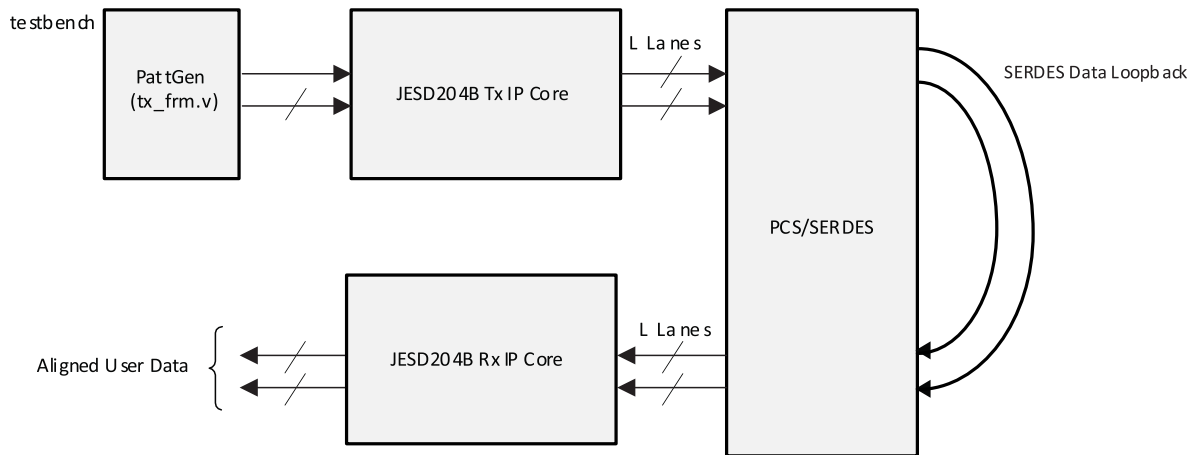 testbench
PattGen
(tx_frm.v)
JESD204B Tx IP Core
L Lanes
SERDES Data Loopback
PCS/SERDES
L Lanes
Aligned User Data
JESD204B Rx IP Core